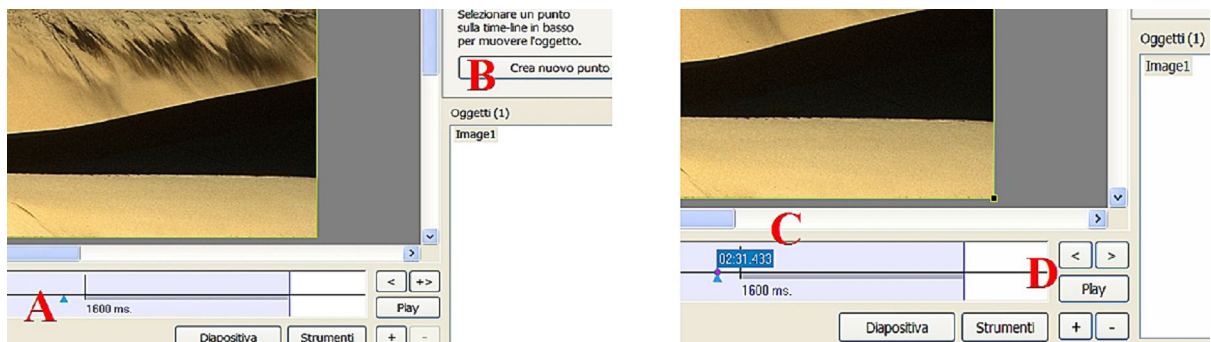 Selezionare un punto
sulla time-line in basso
per muovere l'oggetto.
B Crea nuovo punto
Oggetti (1)
Image1
A
1600 ms.
< +>
Play
Diapositiva Strumenti + -
Oggetti (1)
Image1
C
02:31.433
1600 ms.
D
< >
Play
Diapositiva Strumenti + -